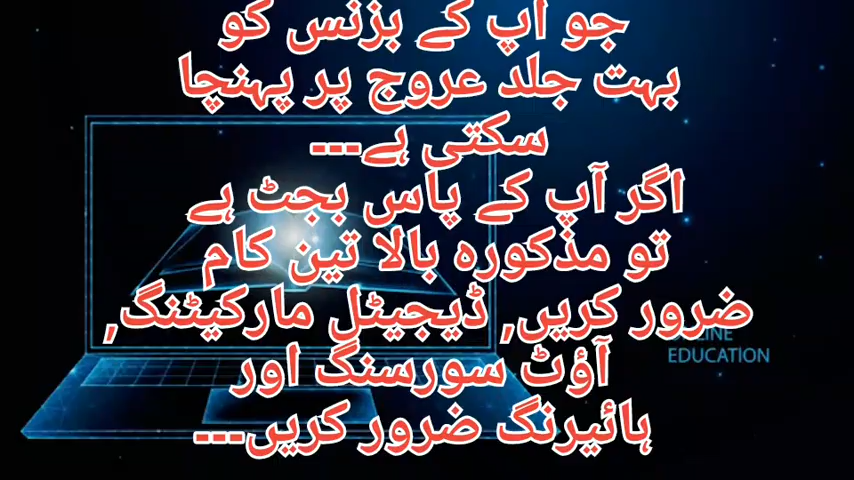 جو آپ کے بزنس کو
بہت جلد عروج پر پہنچا
سکتی ہے---
اگر آپ کے پاس بجٹ ہے
تو مذکورہ بالا تین کام
ضرور کریں, ڈیجیٹل مارکیٹنگ,
آؤٹ سورسنگ اور
ہائیرنگ ضرور کریں---
ONLINE
EDUCATION